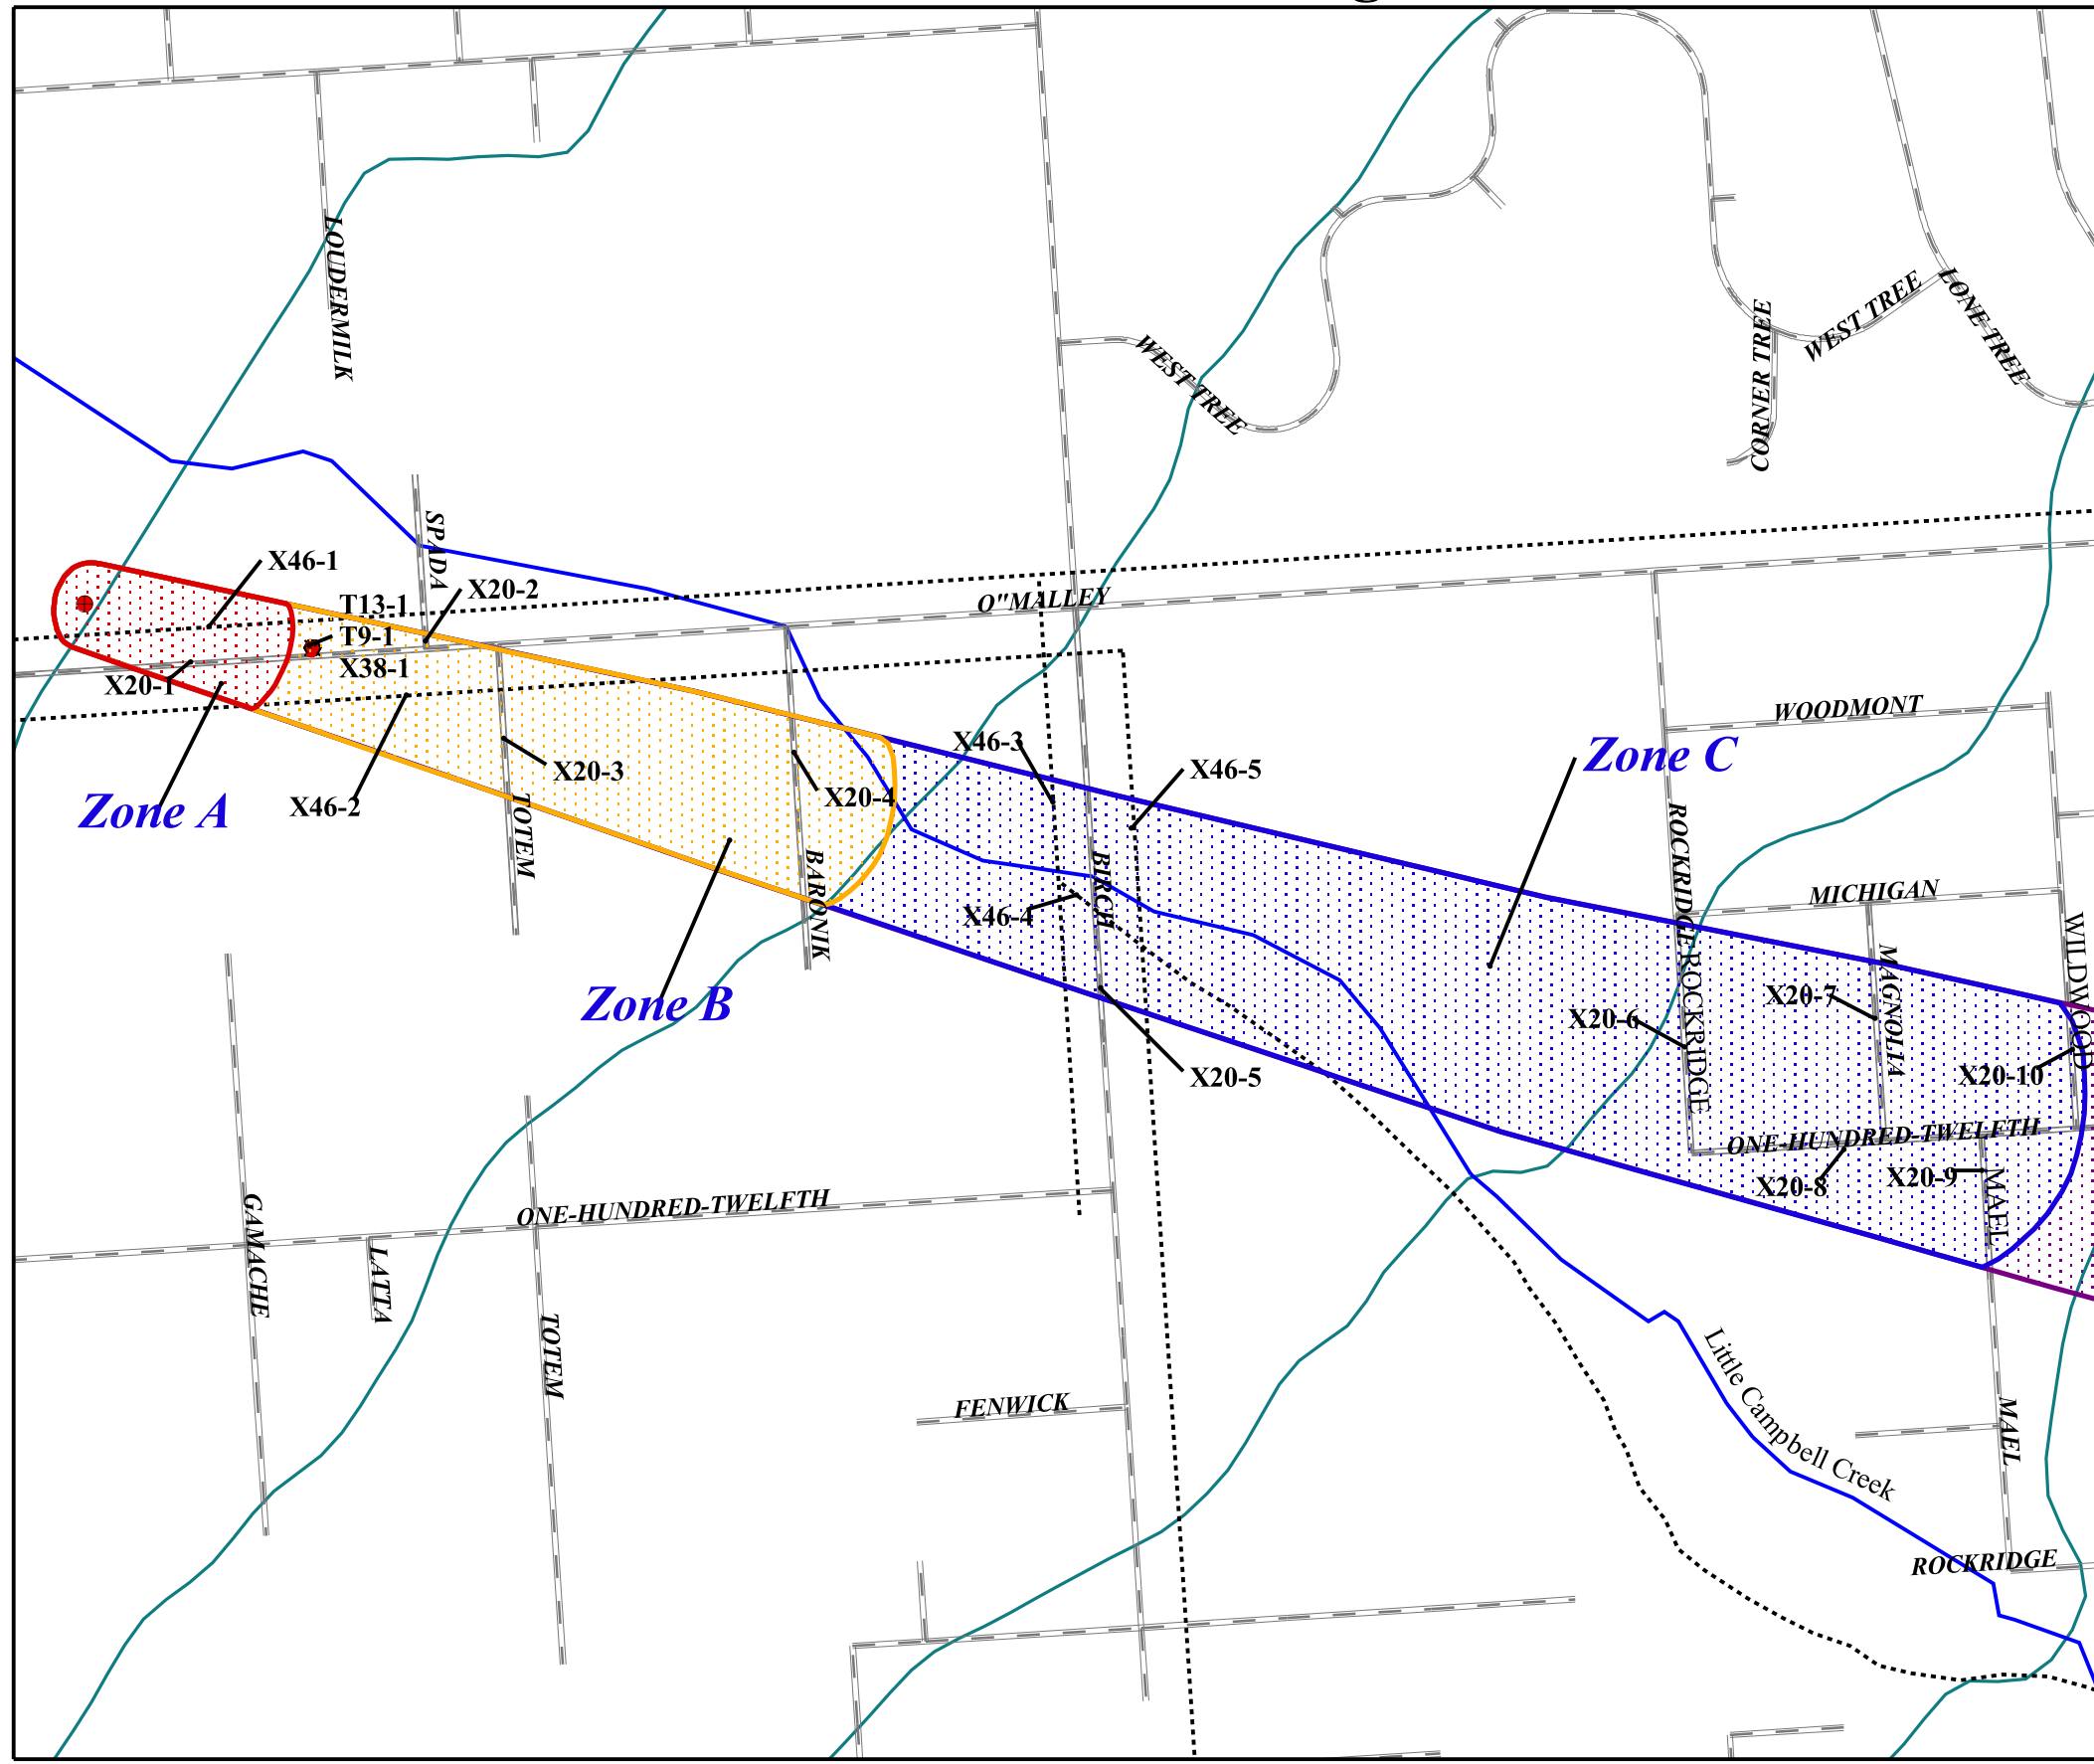 LOUDERMILK
WEST TREE
CORNER TREE
WEST TREE
LONE TREE
SPADA
X46-1
X20-2
T13-1
T9-1
X38-1
X20-1
O"MALLEY
Zone A
X46-2
X20-3
X20-4
TOTEM
BARONIK
Zone B
X46-3
X46-5
X46-4
BIRCH
X20-5
Zone C
WOODMONT
ROCKRIDGE
MICHIGAN
ROCKRIDGE
MAGNOLIA
WILDWOOD
X20-6
X20-7
X20-10
ONE-HUNDRED-TWELFTH
X20-8
X20-9
MAEL
GAMACHE
LATTA
ONE-HUNDRED-TWELFTH
TOTEM
FENWICK
Little Campbell Creek
MAEL
ROCKRIDGE